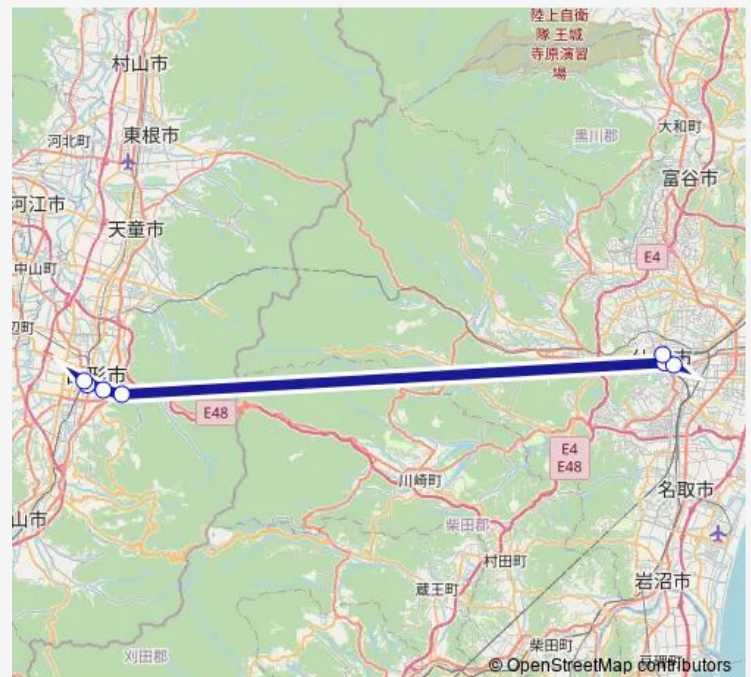 陸上自衛
隊 王城
寺原演習
場
村山市
河北町
東根市
大和町
黒川郡
富谷市
河江市
天童市
E4
中山町
辺町
形市
市
E48
E4
E48
川崎町
名取市
山市
柴田郡
村田町
岩沼市
蔵王町
柴田町
刈田郡
© OpenStreetMap contributors